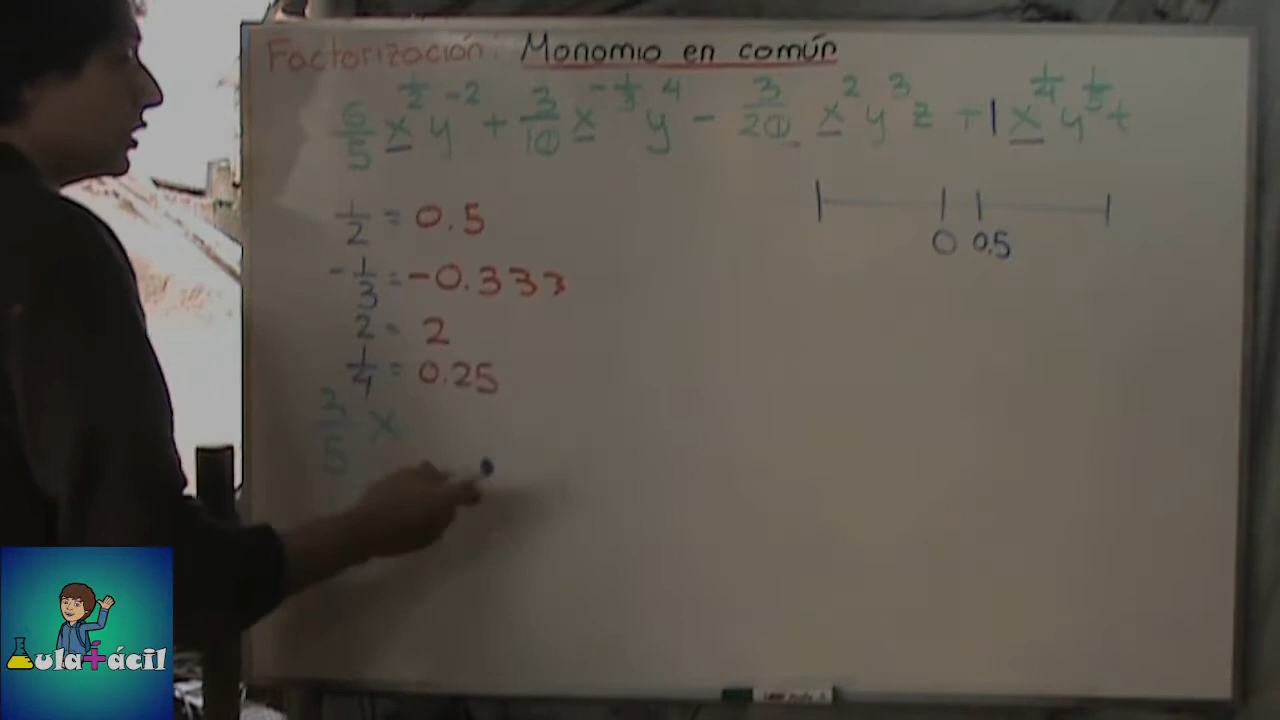 Factorización: Monomio en común
6/5 x^1/2 y^-2 + 3/10 x^-1/3 y^4 - 3/20 x^2 y^3 z + 1 x^1/4 y^1/5 t
1/2 = 0.5
-1/3 = -0.333
2 = 2
1/4 = 0.25
3/5 x
0 0.5
Aula fácil